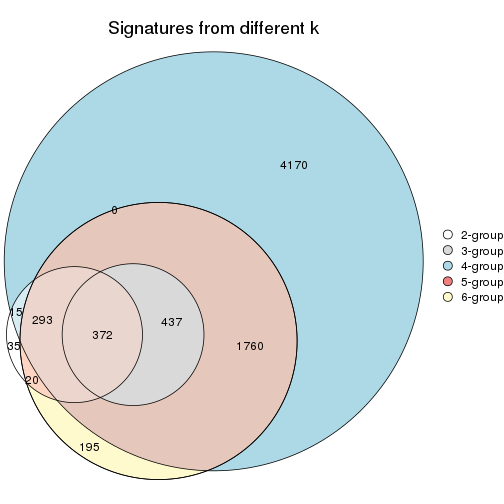 Signatures from different k
4170
0
2-group
3-group
4-group
5-group
6-group
15
293
437
372
35
1760
20
195